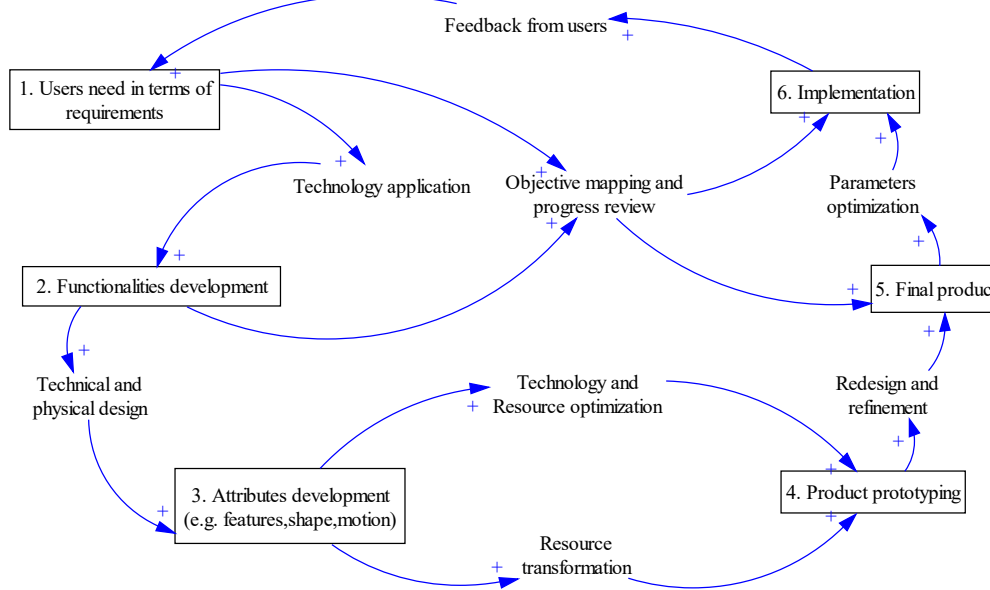 Feedback from users
1. Users need in terms of
requirements
6. Implementation
Technology application
Objective mapping and
progress review
Parameters
optimization
2. Functionalities development
5. Final produc
Technical and
physical design
Technology and
Resource optimization
Redesign and
refinement
3. Attributes development
(e.g. features,shape,motion)
4. Product prototyping
Resource
transformation